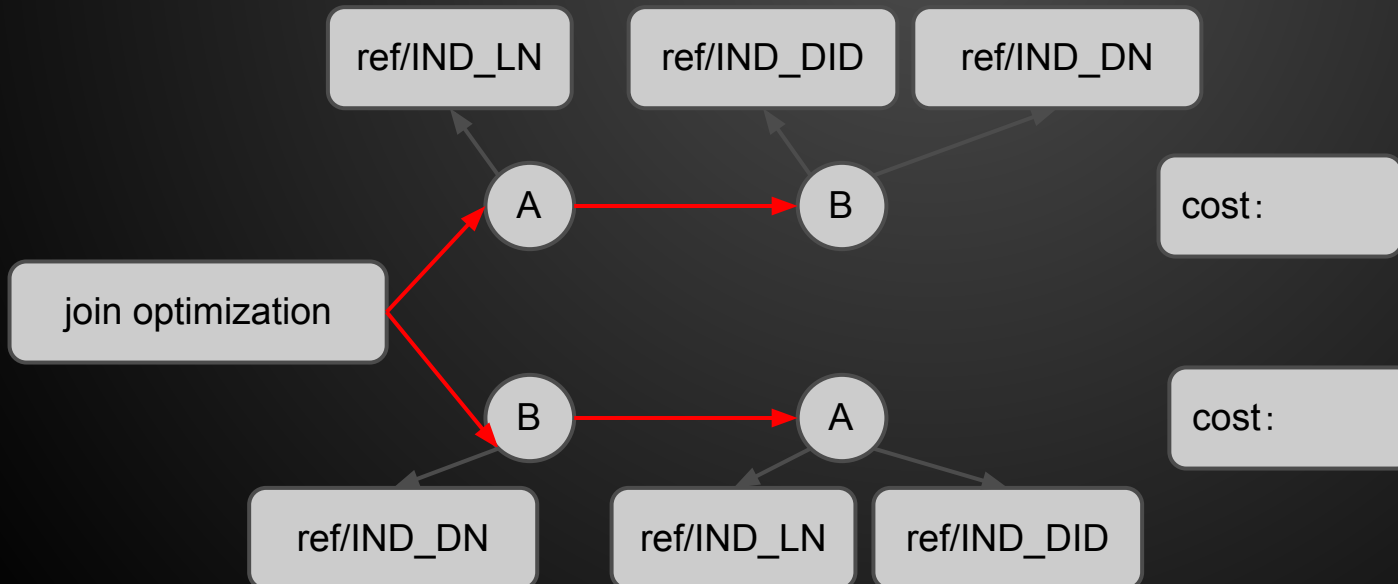 ref/IND_LN
ref/IND_DID
ref/IND_DN
A
B
cost:
join optimization
B
A
cost:
ref/IND_DN
ref/IND_LN
ref/IND_DID